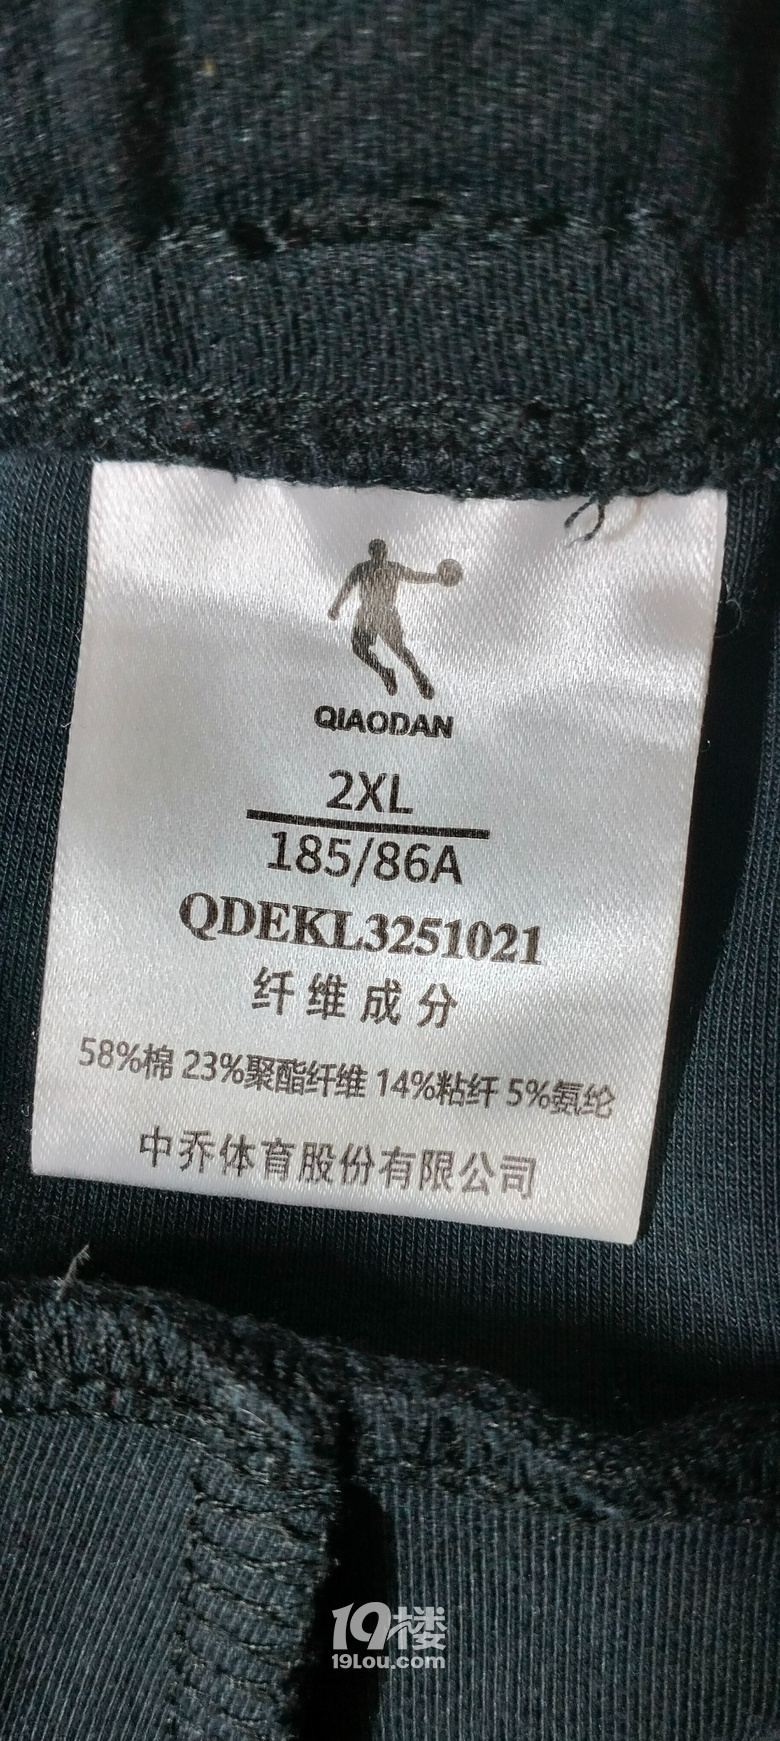 QIAODAN
2XL
185/86A
QDEKL3251021
纤维成分
58%棉 23%聚酯纤维 14%粘纤 5%氨纶
中乔体育股份有限公司
19楼
19Lou.com